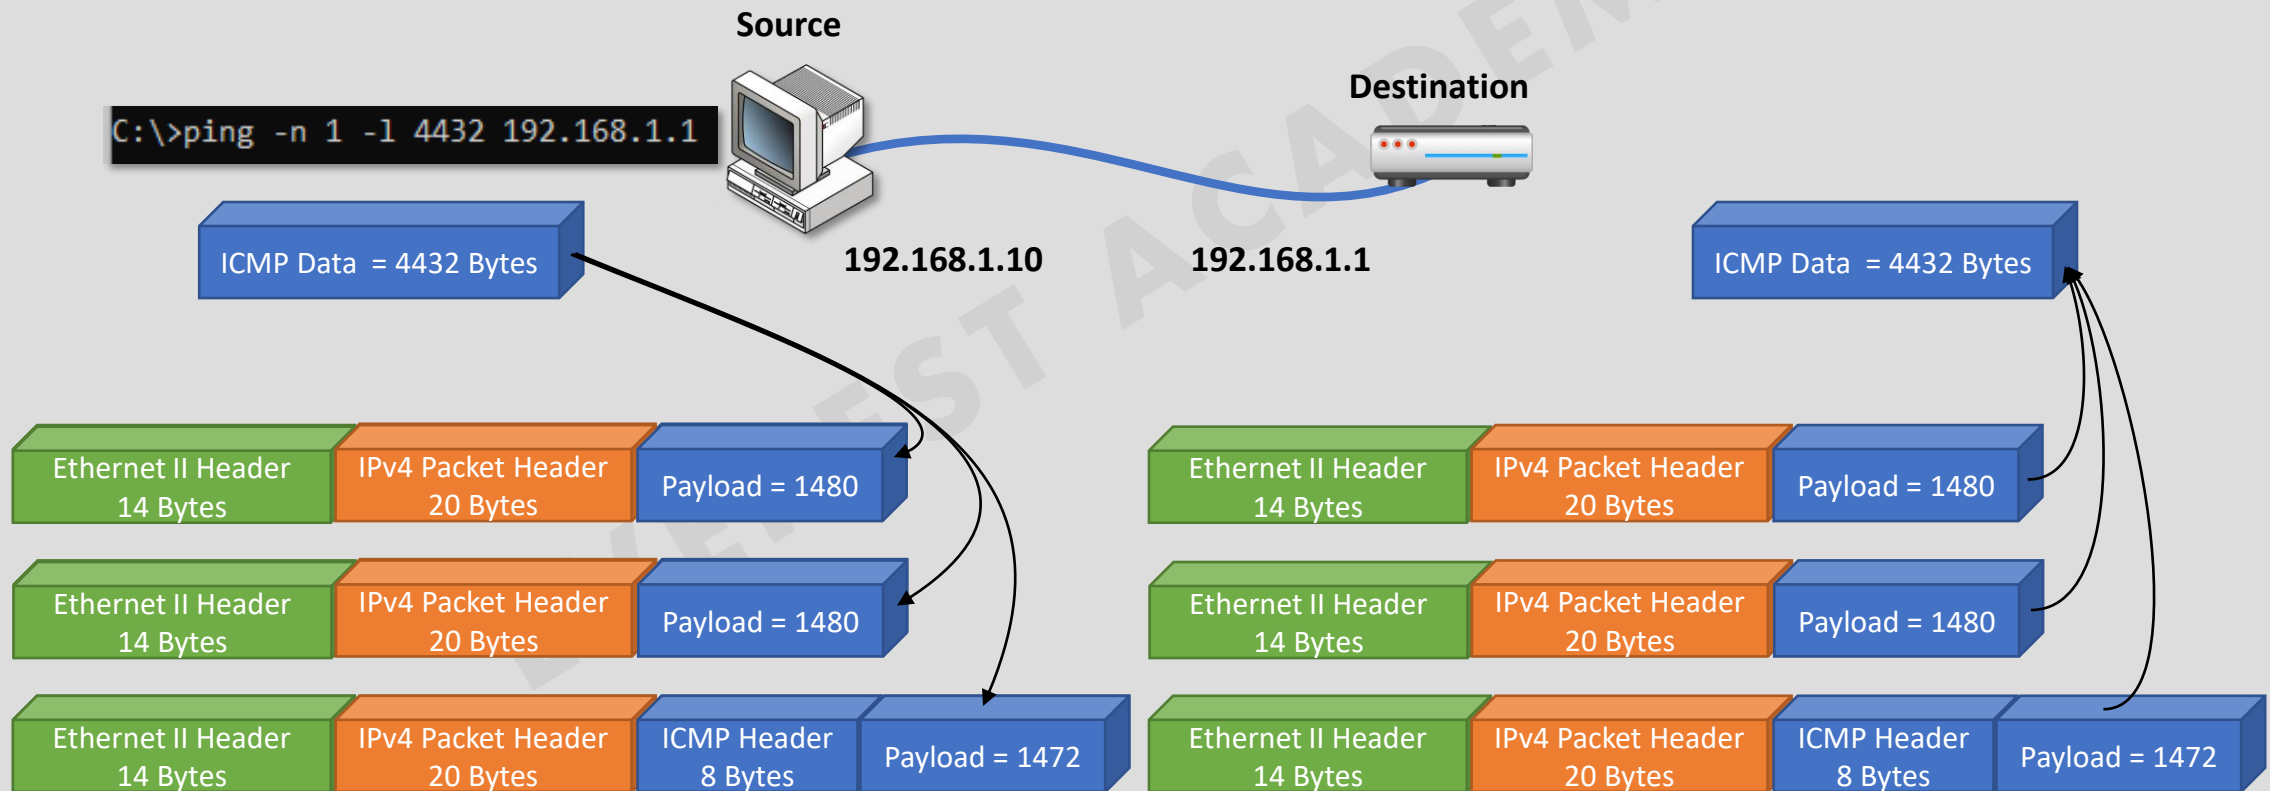 Source
Destination
C:\>ping -n 1 -l 4432 192.168.1.1
192.168.1.10
192.168.1.1
ICMP Data = 4432 Bytes
ICMP Data = 4432 Bytes
Ethernet II Header
14 Bytes
IPv4 Packet Header
20 Bytes
Payload = 1480
Ethernet II Header
14 Bytes
IPv4 Packet Header
20 Bytes
Payload = 1480
Ethernet II Header
14 Bytes
IPv4 Packet Header
20 Bytes
Payload = 1480
Ethernet II Header
14 Bytes
IPv4 Packet Header
20 Bytes
Payload = 1480
Ethernet II Header
14 Bytes
IPv4 Packet Header
20 Bytes
ICMP Header
8 Bytes
Payload = 1472
Ethernet II Header
14 Bytes
IPv4 Packet Header
20 Bytes
ICMP Header
8 Bytes
Payload = 1472